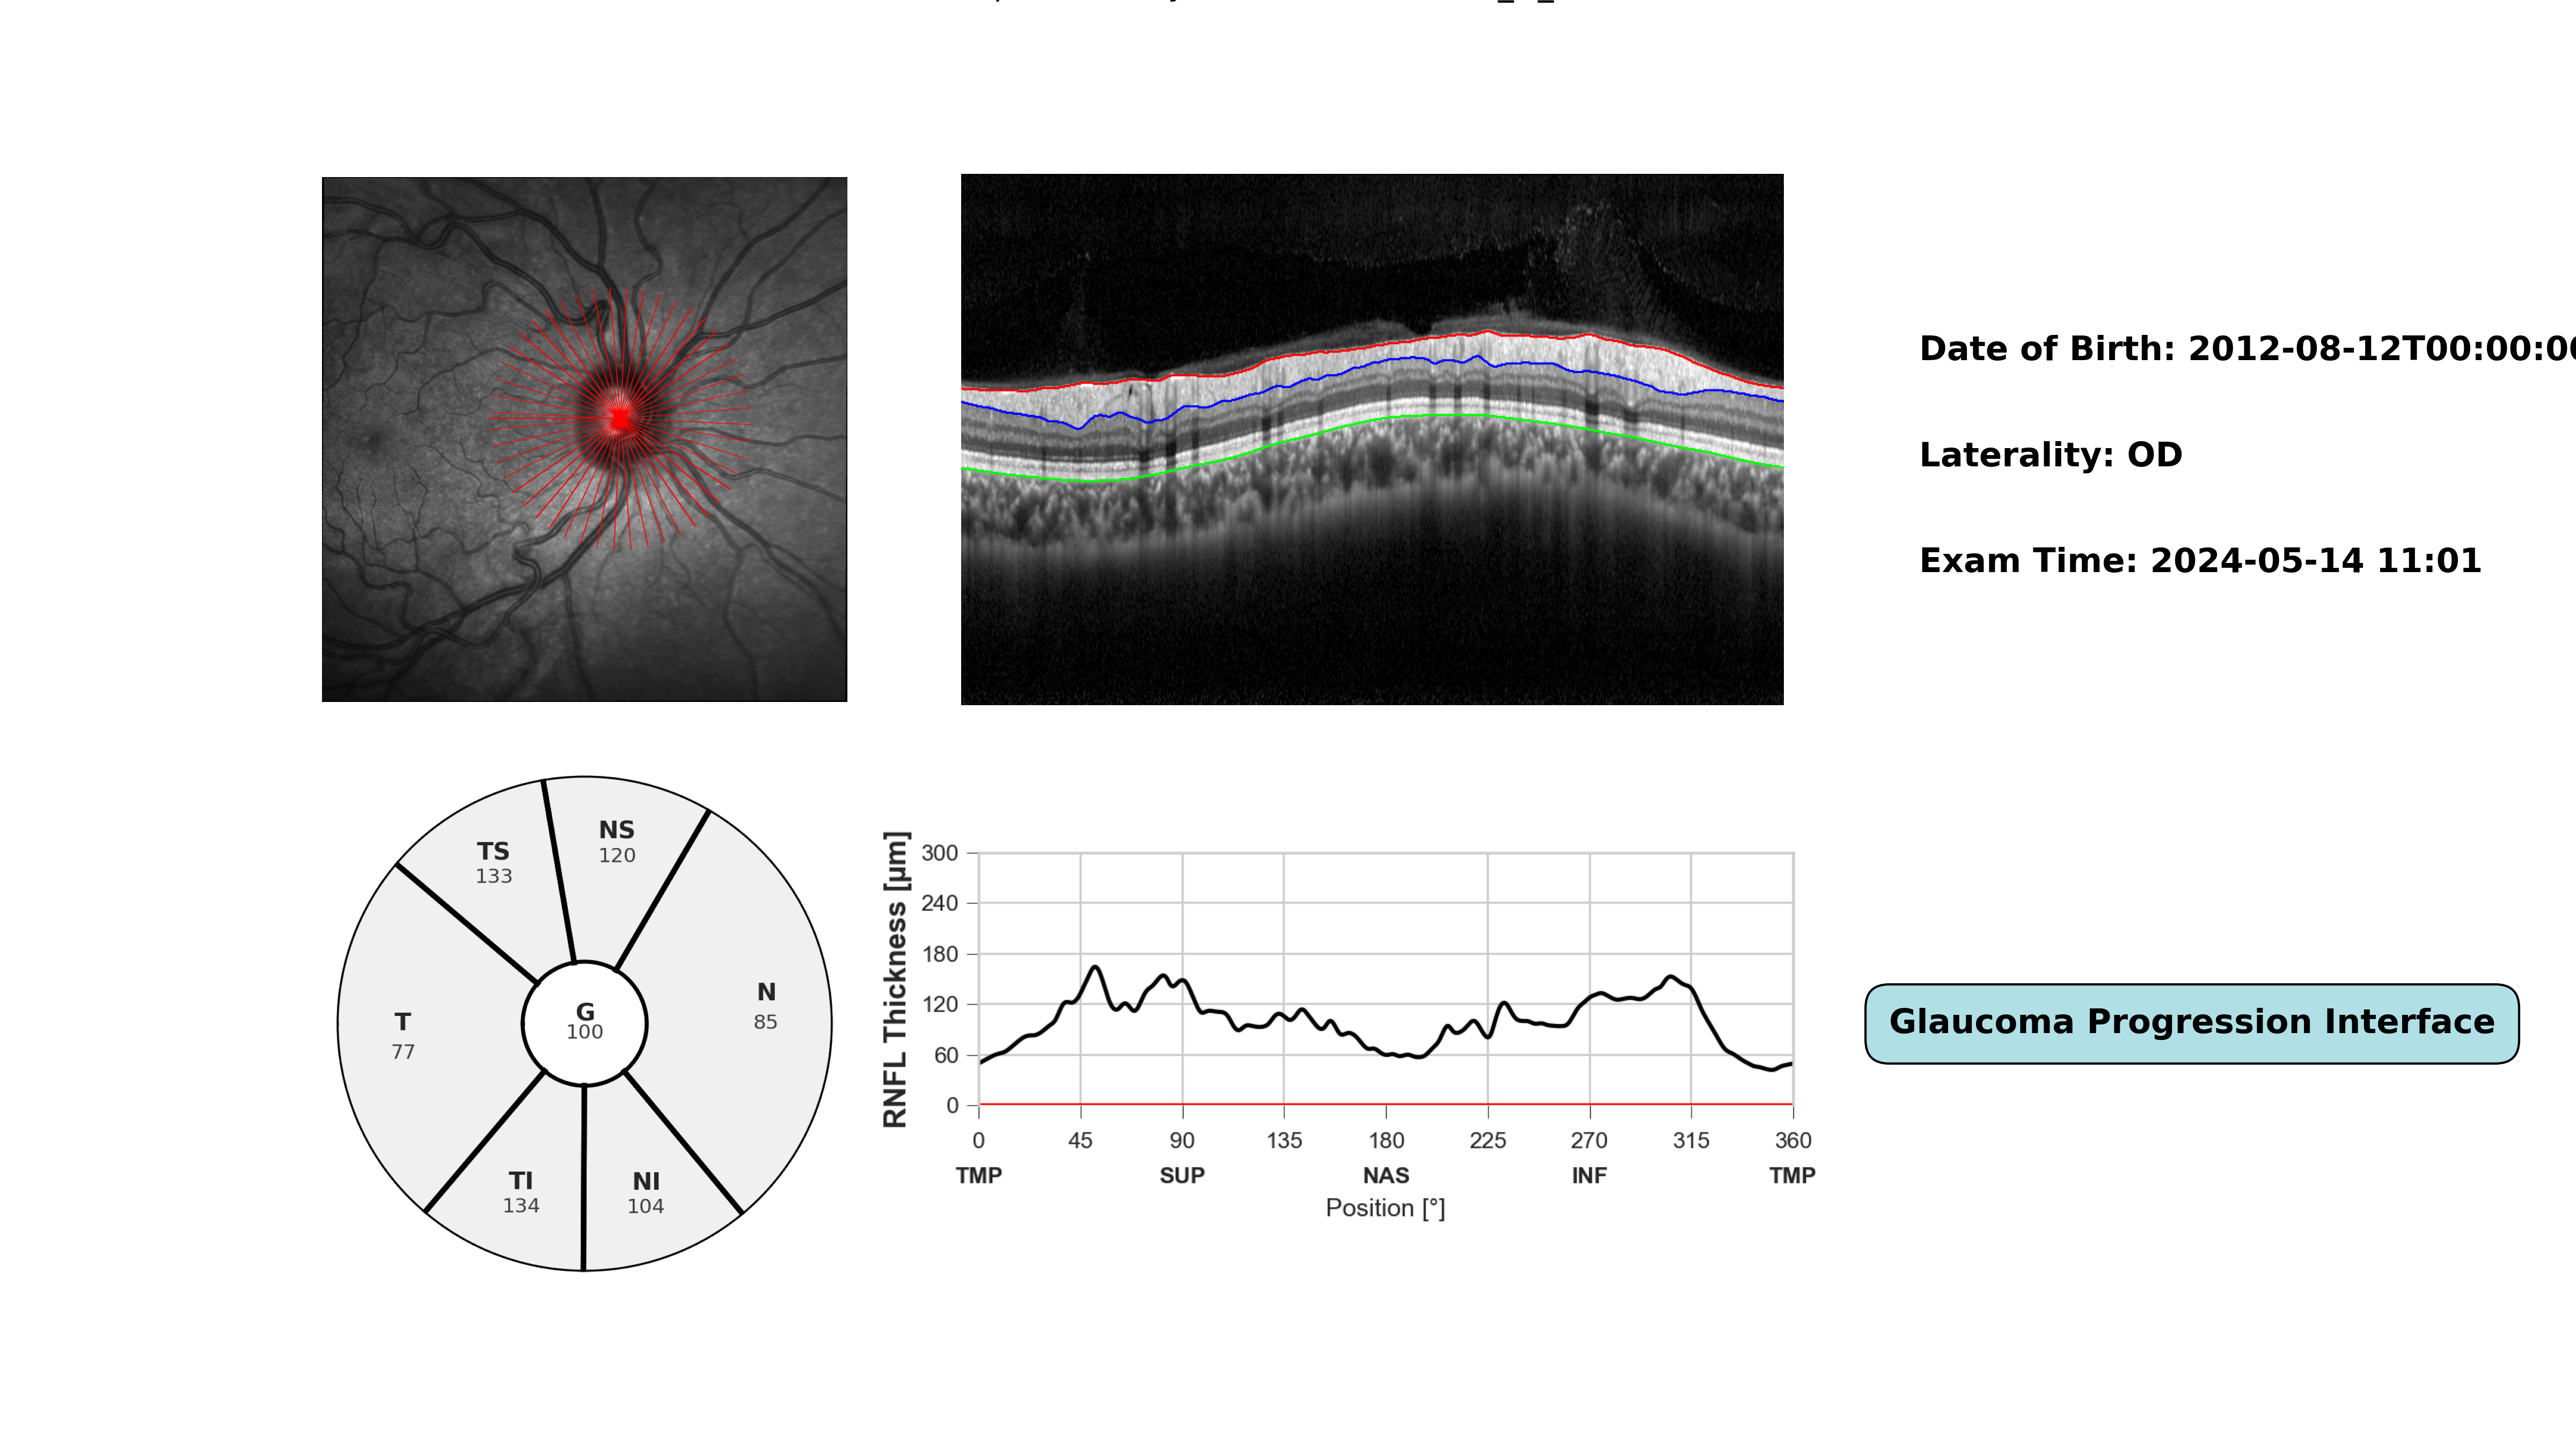 Date of Birth: 2012-08-12T00:00:00
Laterality: OD
Exam Time: 2024-05-14 11:01
TS
133
NS
120
N
85
G
100
T
77
TI
134
NI
104
RNFL Thickness [µm]
300
240
180
120
60
0
0 45 90 135 180 225 270 315 360
TMP SUP NAS INF TMP
Position [°]
Glaucoma Progression Interface